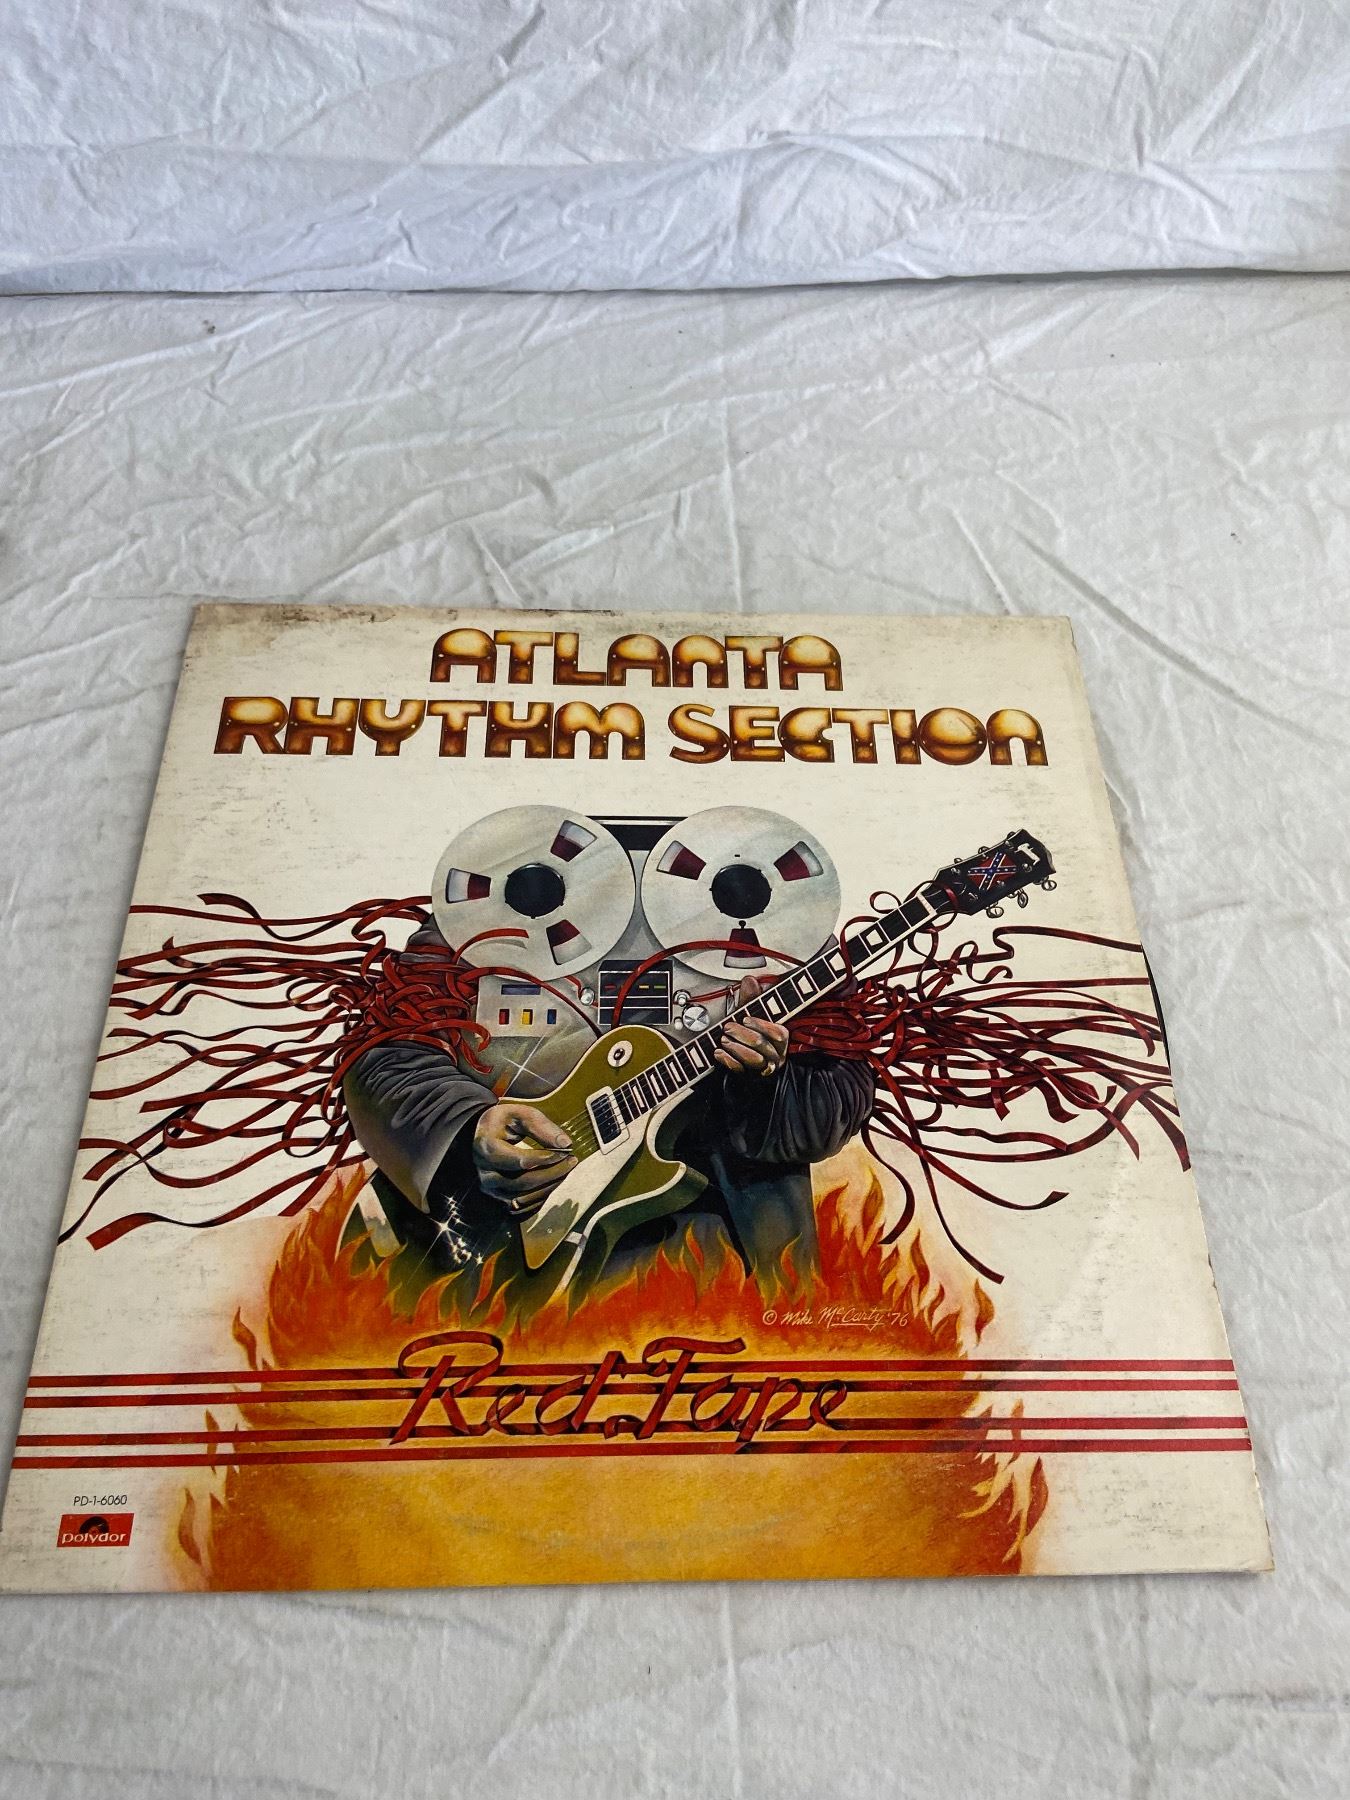 ATLANTA
RHYTHM SECTION
© Mike McCarty '76
Red Tape
PD-1-6060
polydor